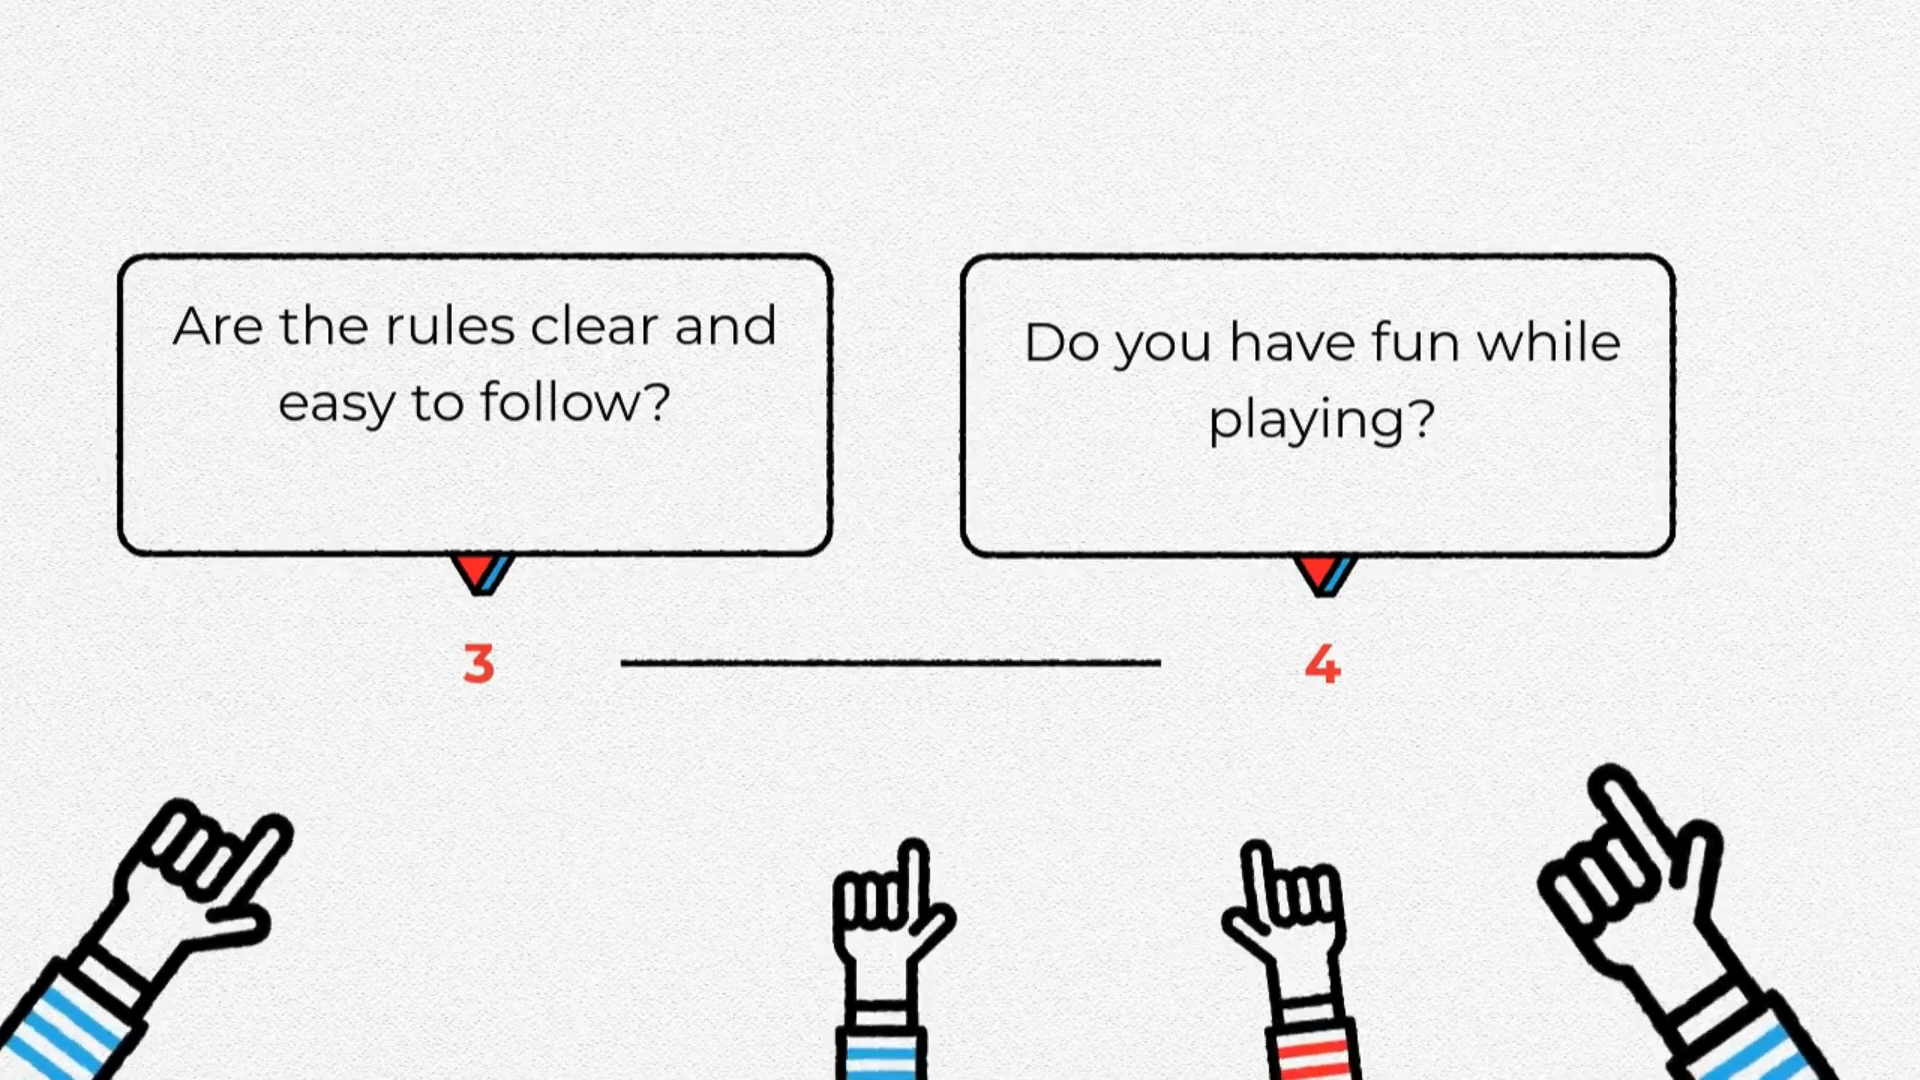 Are the rules clear and
easy to follow?
Do you have fun while
playing?
3
4